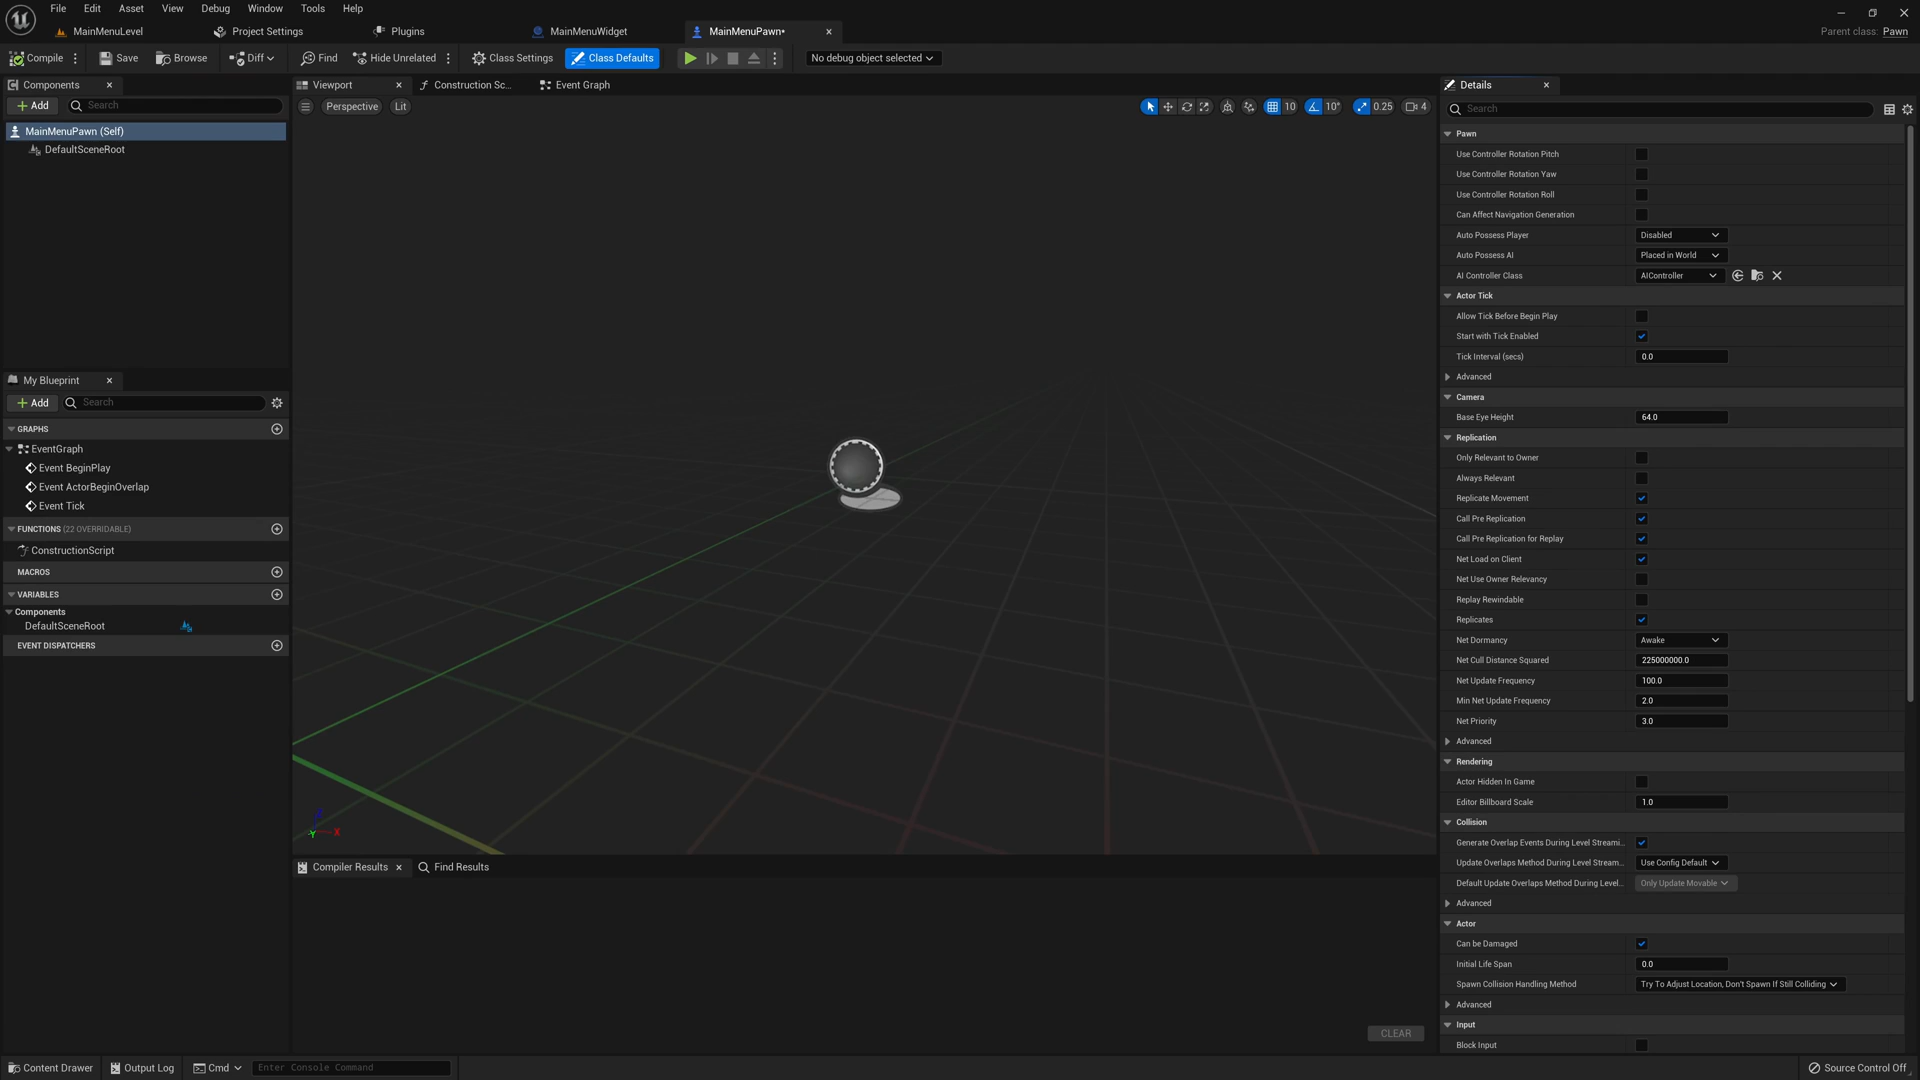 File Edit Asset View Debug Window Tools Help
MainMenuLevel Project Settings Plugins MainMenuWidget MainMenuPawn•
Parent class: Pawn
Compile Save Browse Diff Find Hide Unrelated Class Settings Class Defaults No debug object selected
Components
Add Search
MainMenuPawn (Self)
DefaultSceneRoot
My Blueprint
Add Search
GRAPHS
EventGraph
Event BeginPlay
Event ActorBeginOverlap
Event Tick
FUNCTIONS (22 OVERRIDABLE)
ConstructionScript
MACROS
VARIABLES
Components
DefaultSceneRoot
EVENT DISPATCHERS
Viewport Construction Sc... Event Graph
Perspective Lit 10 10° 0.25 4
Z
Y X
Compiler Results Find Results
CLEAR
Details
Search
Pawn
Use Controller Rotation Pitch
Use Controller Rotation Yaw
Use Controller Rotation Roll
Can Affect Navigation Generation
Auto Possess Player Disabled
Auto Possess AI Placed in World
AI Controller Class AIController
Actor Tick
Allow Tick Before Begin Play
Start with Tick Enabled
Tick Interval (secs) 0.0
Advanced
Camera
Base Eye Height 64.0
Replication
Only Relevant to Owner
Always Relevant
Replicate Movement
Call Pre Replication
Call Pre Replication for Replay
Net Load on Client
Net Use Owner Relevancy
Replay Rewindable
Replicates
Net Dormancy Awake
Net Cull Distance Squared 225000000.0
Net Update Frequency 100.0
Min Net Update Frequency 2.0
Net Priority 3.0
Advanced
Rendering
Actor Hidden In Game
Editor Billboard Scale 1.0
Collision
Generate Overlap Events During Level Streami...
Update Overlaps Method During Level Stream... Use Config Default
Default Update Overlaps Method During Level... Only Update Movable
Advanced
Actor
Can be Damaged
Initial Life Span 0.0
Spawn Collision Handling Method Try To Adjust Location, Don't Spawn If Still Colliding
Advanced
Input
Block Input
Content Drawer Output Log Cmd Enter Console Command Source Control Off